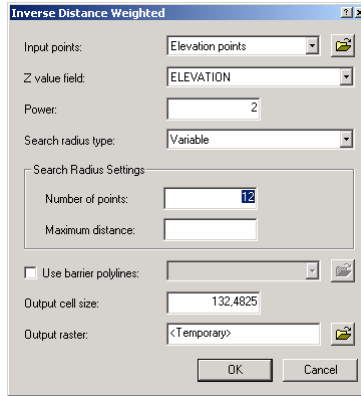 Inverse Distance Weighted
Input points: Elevation points
Z value field: ELEVATION
Power: 2
Search radius type: Variable
Search Radius Settings
Number of points: 12
Maximum distance:
Use barrier polylines:
Output cell size: 132,4825
Output raster: <Temporary>
OK Cancel